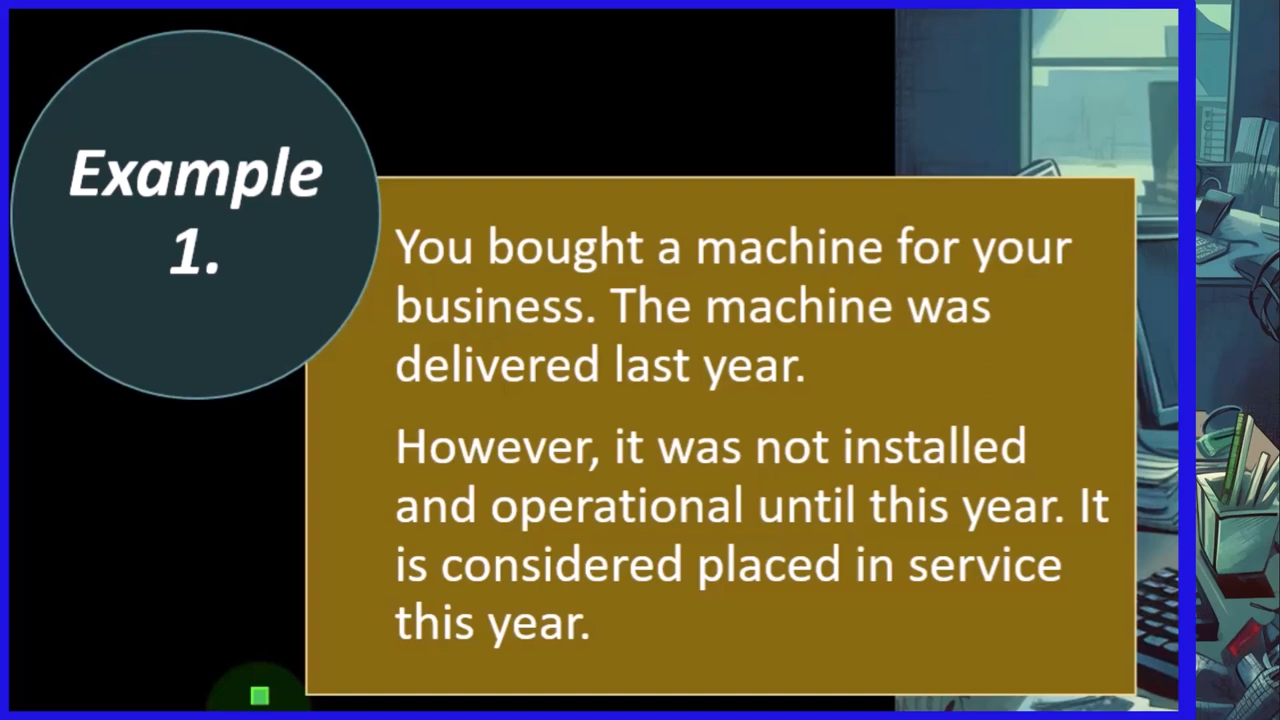 Example
1.
You bought a machine for your
business. The machine was
delivered last year.
However, it was not installed
and operational until this year. It
is considered placed in service
this year.